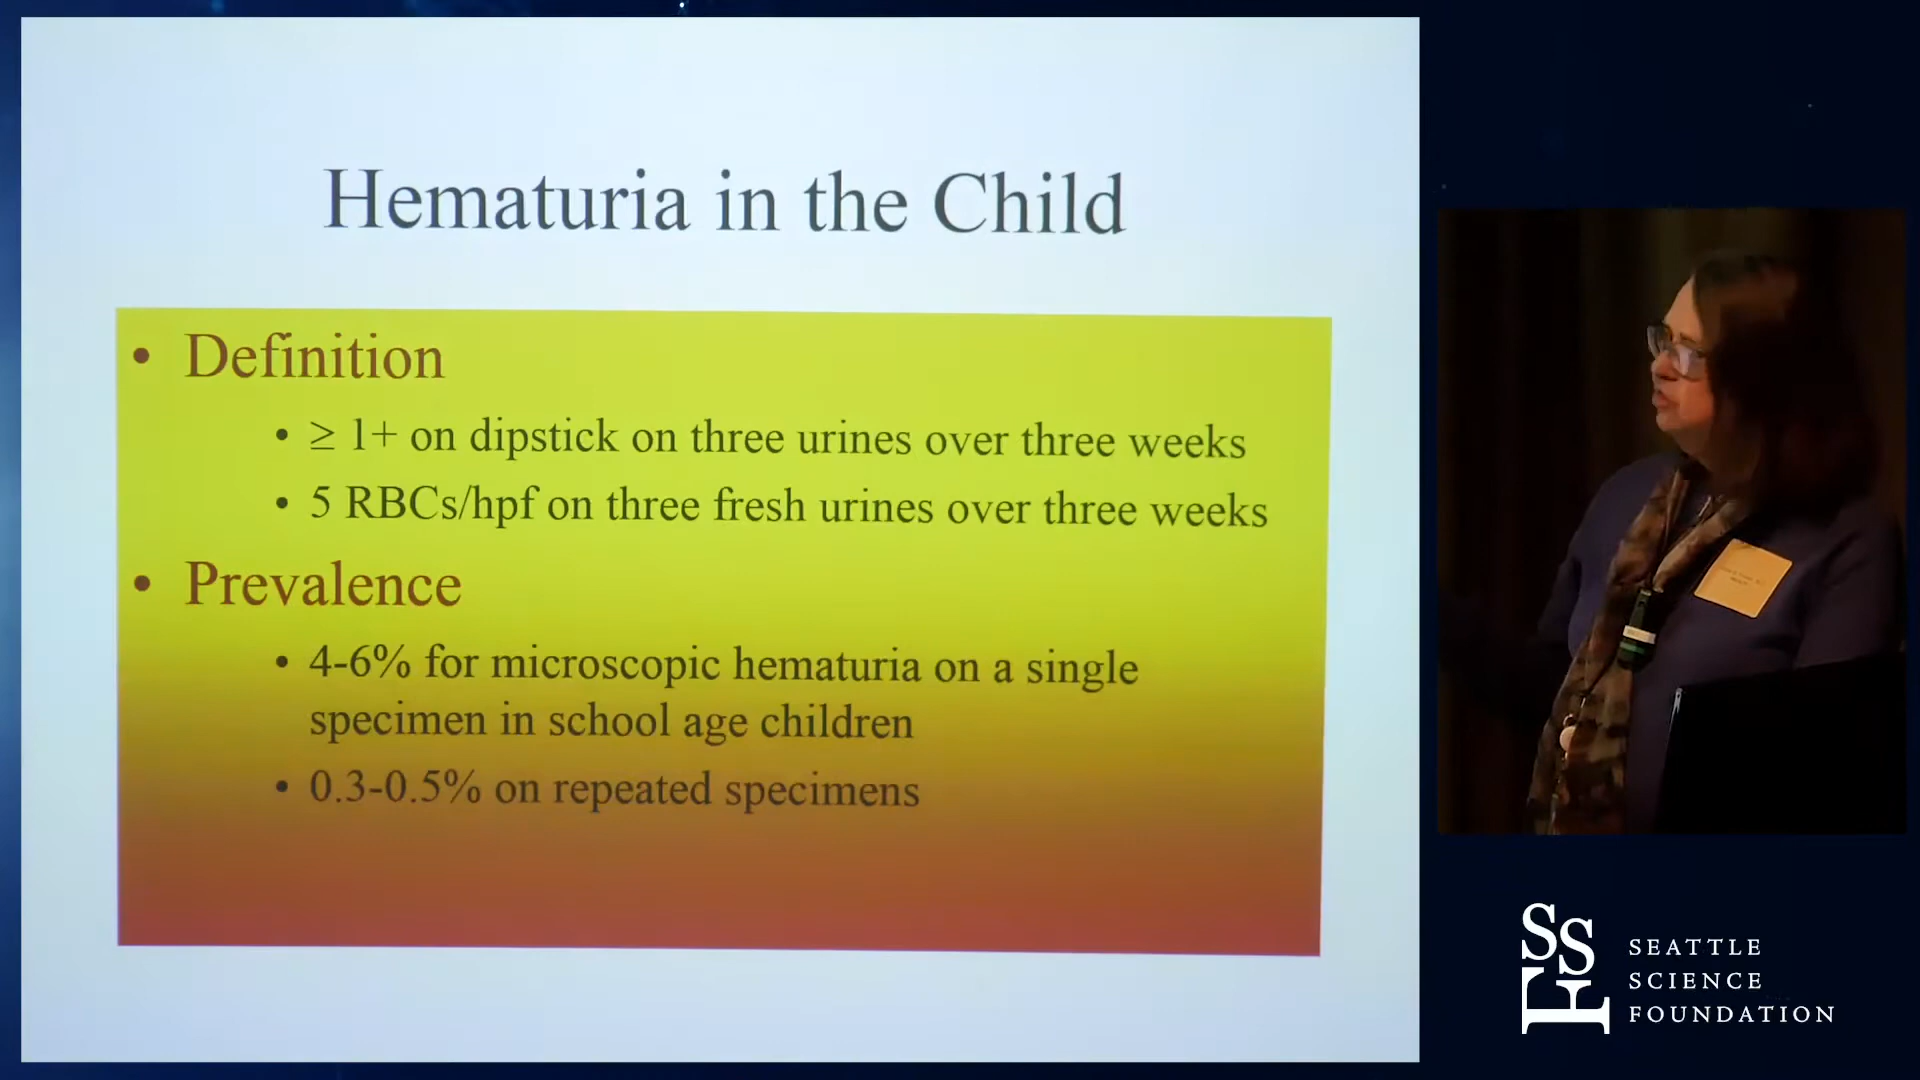 Hematuria in the Child
• Definition
• ≥ 1+ on dipstick on three urines over three weeks
• 5 RBCs/hpf on three fresh urines over three weeks
• Prevalence
• 4-6% for microscopic hematuria on a single
specimen in school age children
• 0.3-0.5% on repeated specimens
SSF
SEATTLE
SCIENCE
FOUNDATION